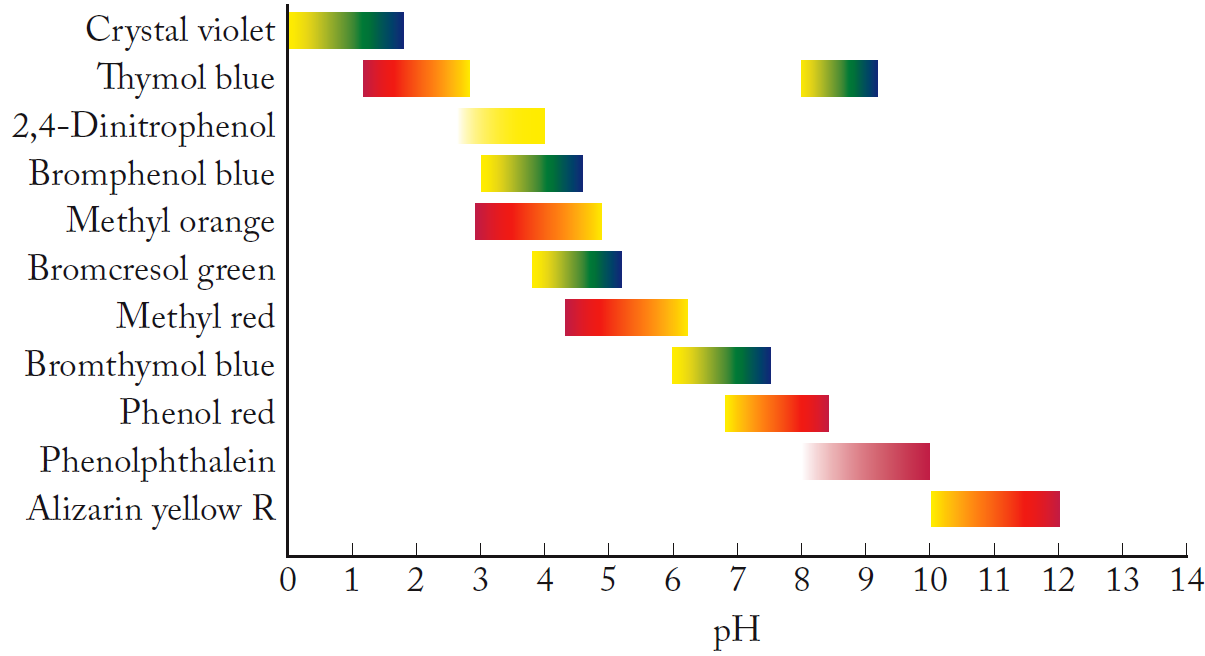 Crystal violet
Thymol blue
2,4-Dinitrophenol
Bromphenol blue
Methyl orange
Bromcresol green
Methyl red
Bromthymol blue
Phenol red
Phenolphthalein
Alizarin yellow R
0 1 2 3 4 5 6 7 8 9 10 11 12 13 14
pH